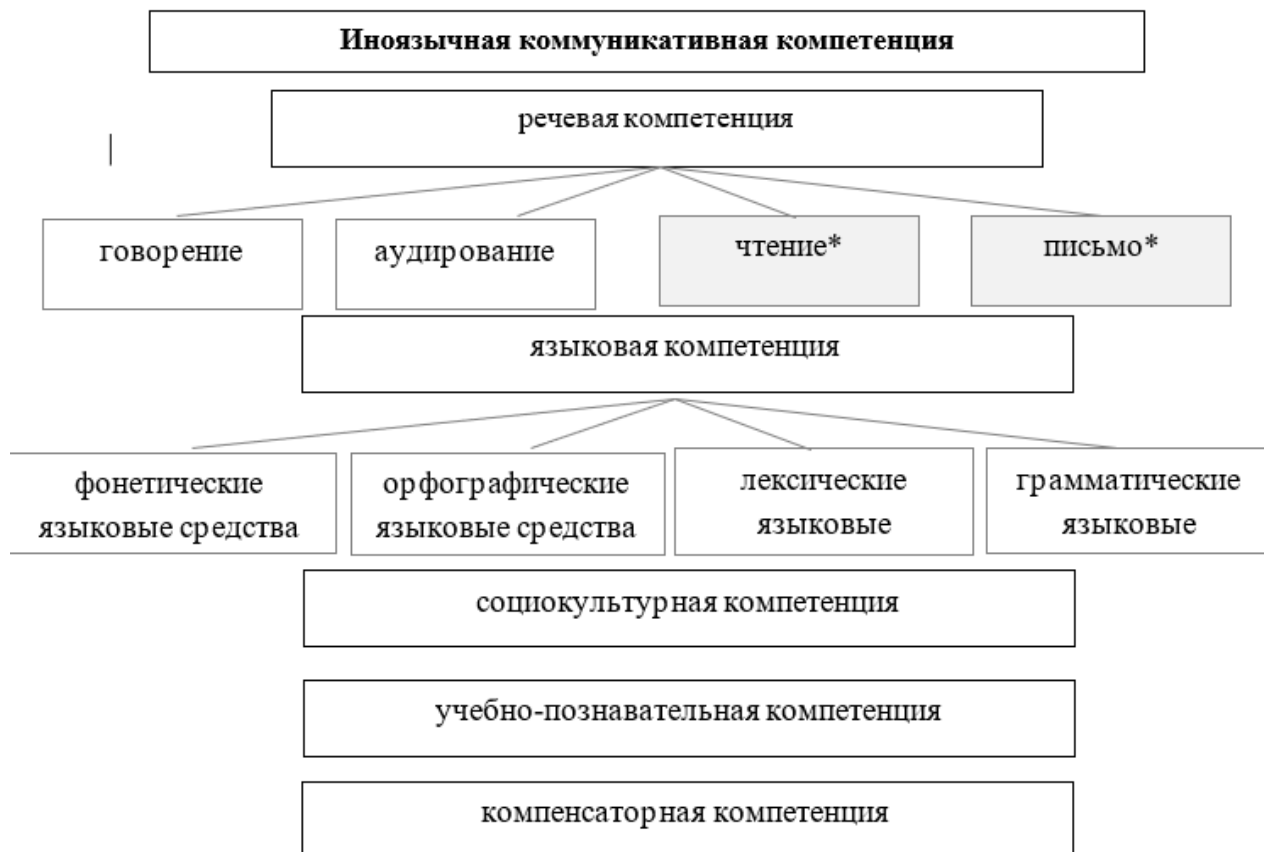 Иноязычная коммуникативная компетенция
речевая компетенция
говорение
аудирование
чтение*
письмо*
языковая компетенция
фонетические
языковые средства
орфографические
языковые средства
лексические
языковые
грамматические
языковые
социокультурная компетенция
учебно-познавательная компетенция
компенсаторная компетенция